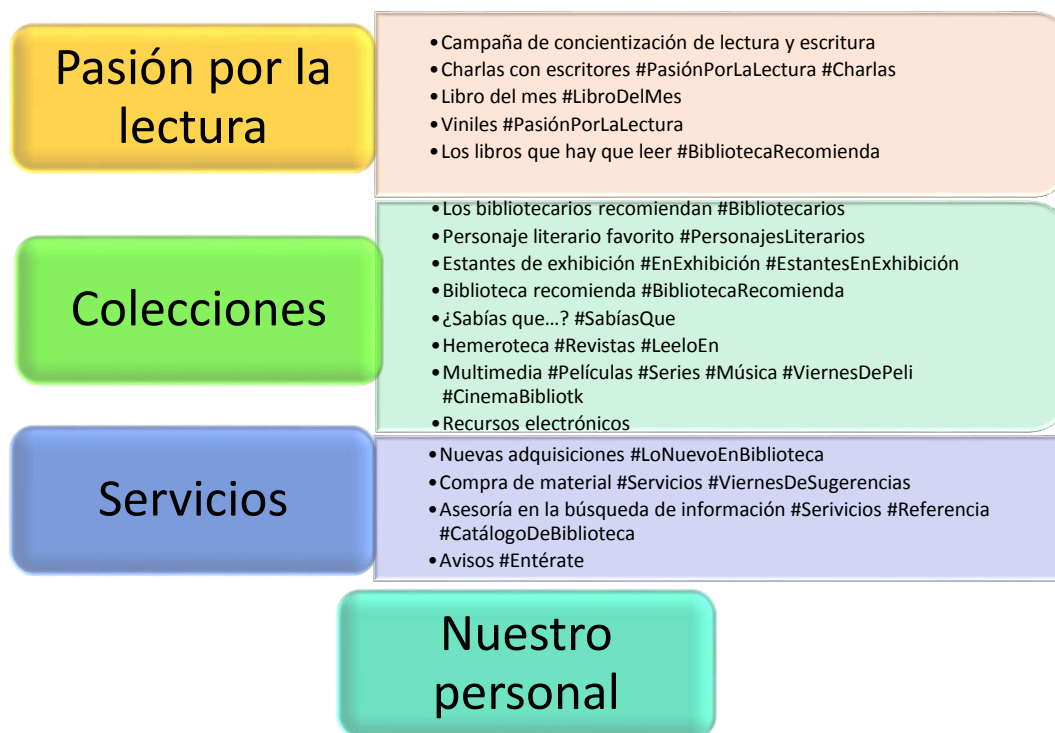 Pasión por la
lectura
•Campaña de concientización de lectura y escritura
•Charlas con escritores #PasiónPorLaLectura #Charlas
•Libro del mes #LibroDelMes
•Viniles #PasiónPorLaLectura
•Los libros que hay que leer #BibliotecaRecomienda
Colecciones
•Los bibliotecarios recomiendan #Bibliotecarios
•Personaje literario favorito #PersonajesLiterarios
•Estantes de exhibición #EnExhibición #EstantesEnExhibición
•Biblioteca recomienda #BibliotecaRecomienda
•¿Sabías que…? #SabíasQue
•Hemeroteca #Revistas #LeeloEn
•Multimedia #Películas #Series #Música #ViernesDePeli
#CinemaBibliotk
•Recursos electrónicos
Servicios
•Nuevas adquisiciones #LoNuevoEnBiblioteca
•Compra de material #Servicios #ViernesDeSugerencias
•Asesoría en la búsqueda de información #Serivicios #Referencia
#CatálogoDeBiblioteca
•Avisos #Entérate
Nuestro
personal